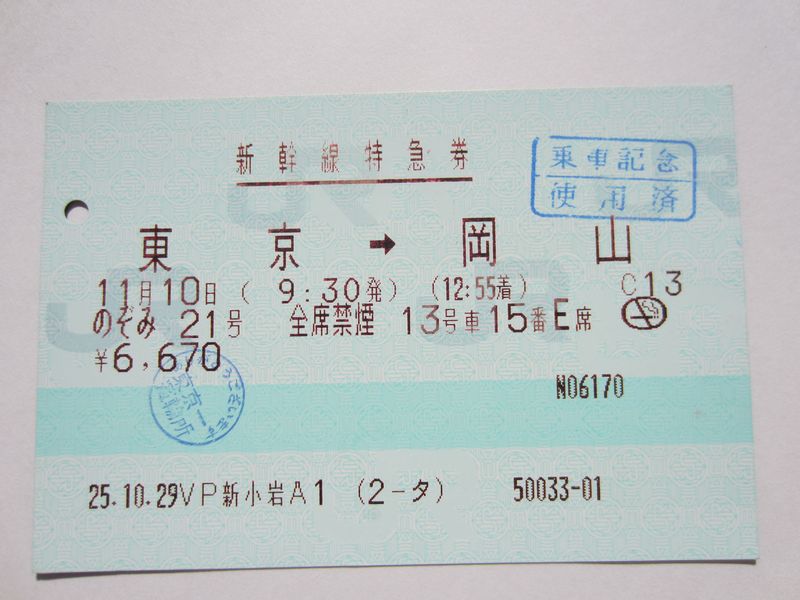 新幹線特急券
乗車記念
使用済
東 京 → 岡 山
11月10日 ( 9:30発) (12:55着) C13
のぞみ 21号 全席禁煙 13号車15番E席
¥6,670
N06170
25.10.29VP新小岩A1 (2-タ) 50033-01